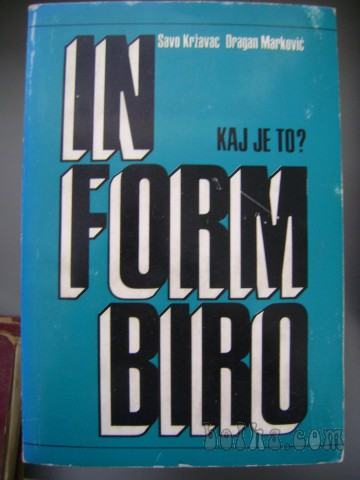 Savo Kržavac Dragan Marković
IN
KAJ JE TO?
FORM
BIRO
bolha.com